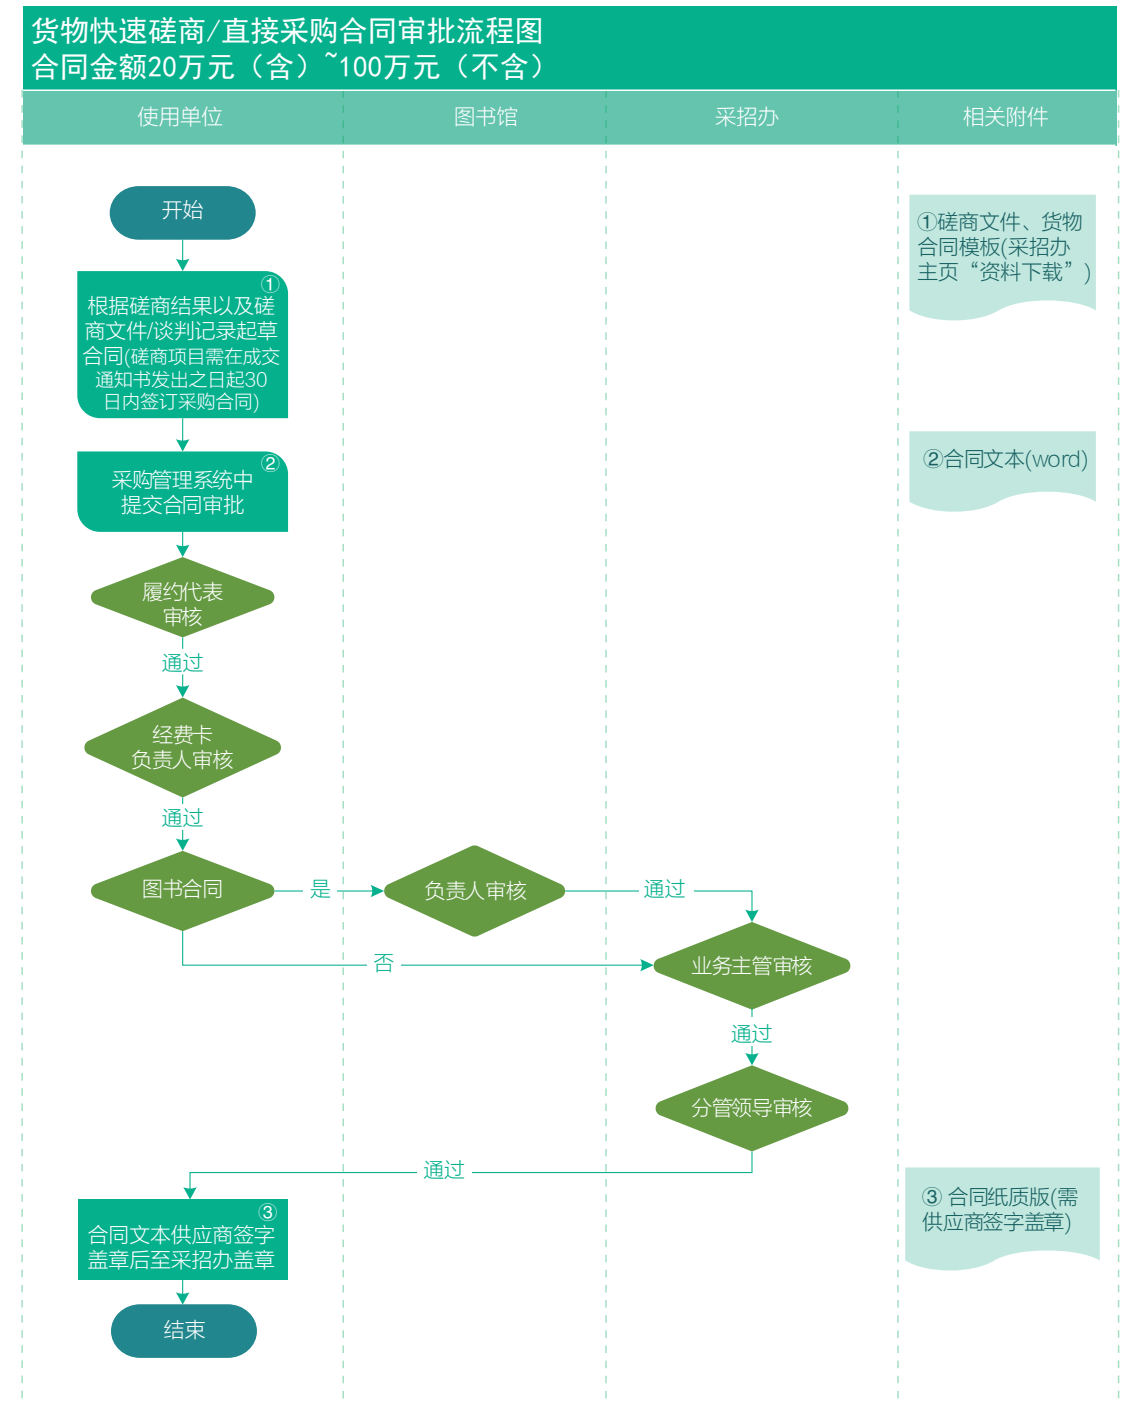 货物快速磋商/直接采购合同审批流程图
合同金额20万元（含）~100万元（不含）
使用单位
图书馆
采招办
相关附件
开始
①
根据磋商结果以及磋
商文件/谈判记录起草
合同(磋商项目需在成交
通知书发出之日起30
日内签订采购合同)
①磋商文件、货物
合同模板(采招办
主页“资料下载”)
②
采购管理系统中
提交合同审批
②合同文本(word)
履约代表
审核
通过
经费卡
负责人审核
通过
图书合同
是
负责人审核
通过
否
业务主管审核
通过
分管领导审核
通过
③
合同文本供应商签字
盖章后至采招办盖章
③ 合同纸质版(需
供应商签字盖章)
结束